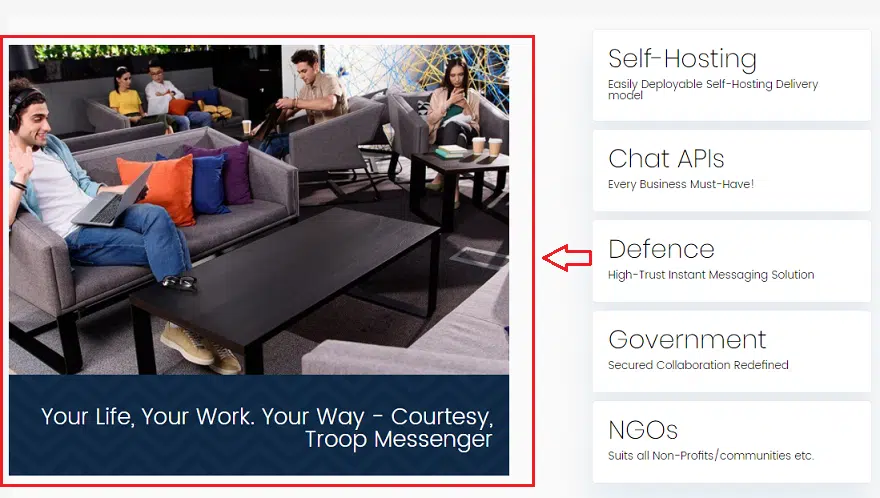 Your Life, Your Work. Your Way - Courtesy,
Troop Messenger
Self-Hosting
Easily Deployable Self-Hosting Delivery
model
Chat APIs
Every Business Must-Have!
Defence
High-Trust Instant Messaging Solution
Government
Secured Collaboration Redefined
NGOs
Suits all Non-Profits/communities etc.